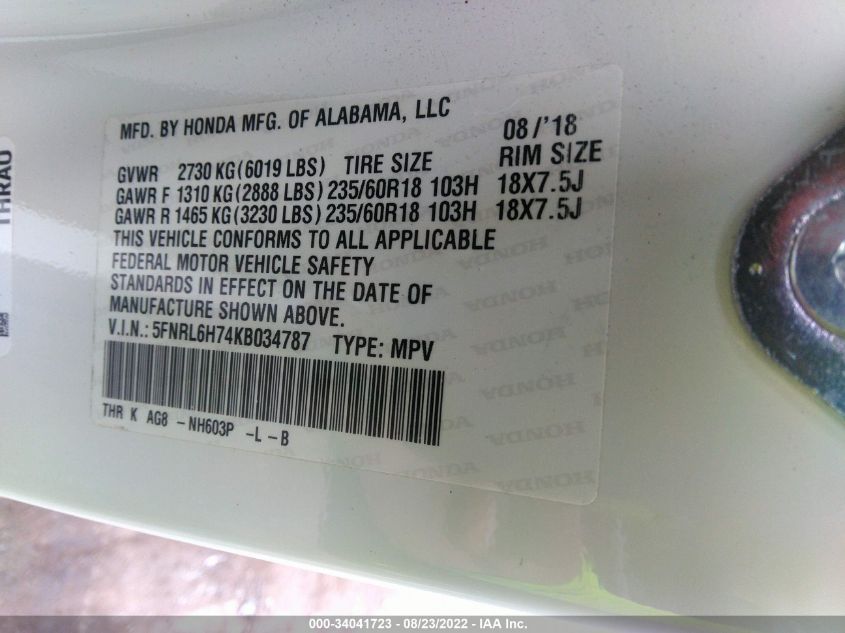 MFD. BY HONDA MFG. OF ALABAMA, LLC 08/'18
GVWR 2730 KG(6019 LBS) TIRE SIZE RIM SIZE
GAWR F 1310 KG(2888 LBS) 235/60R18 103H 18X7.5J
GAWR R 1465 KG(3230 LBS) 235/60R18 103H 18X7.5J
THIS VEHICLE CONFORMS TO ALL APPLICABLE
FEDERAL MOTOR VEHICLE SAFETY
STANDARDS IN EFFECT ON THE DATE OF
MANUFACTURE SHOWN ABOVE.
V.I.N.: 5FNRL6H74KB034787 TYPE: MPV
THR K AG8 -NH603P -L -B
THRAU
000-34041723 - 08/23/2022 - IAA Inc.